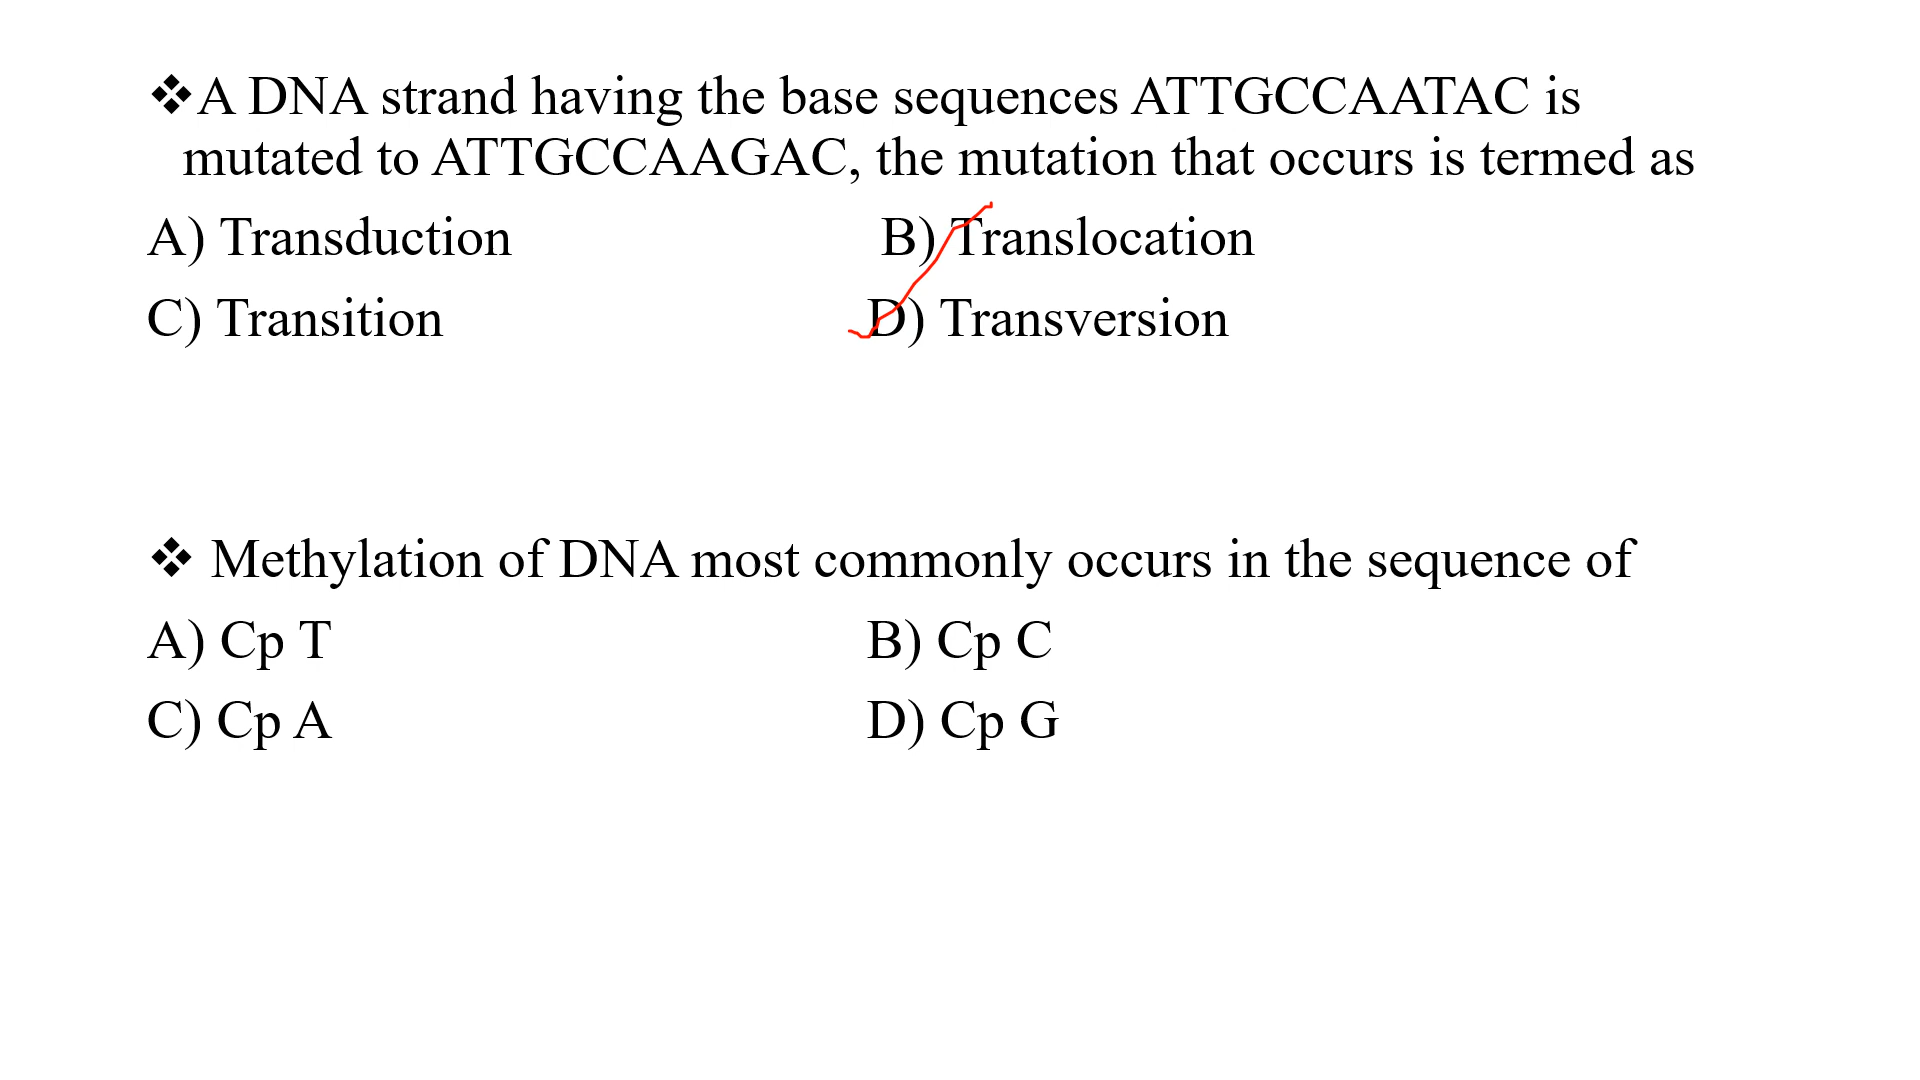 ❖A DNA strand having the base sequences ATTGCCAATAC is
mutated to ATTGCCAAGAC, the mutation that occurs is termed as
A) Transduction B) Translocation
C) Transition D) Transversion
❖ Methylation of DNA most commonly occurs in the sequence of
A) Cp T B) Cp C
C) Cp A D) Cp G